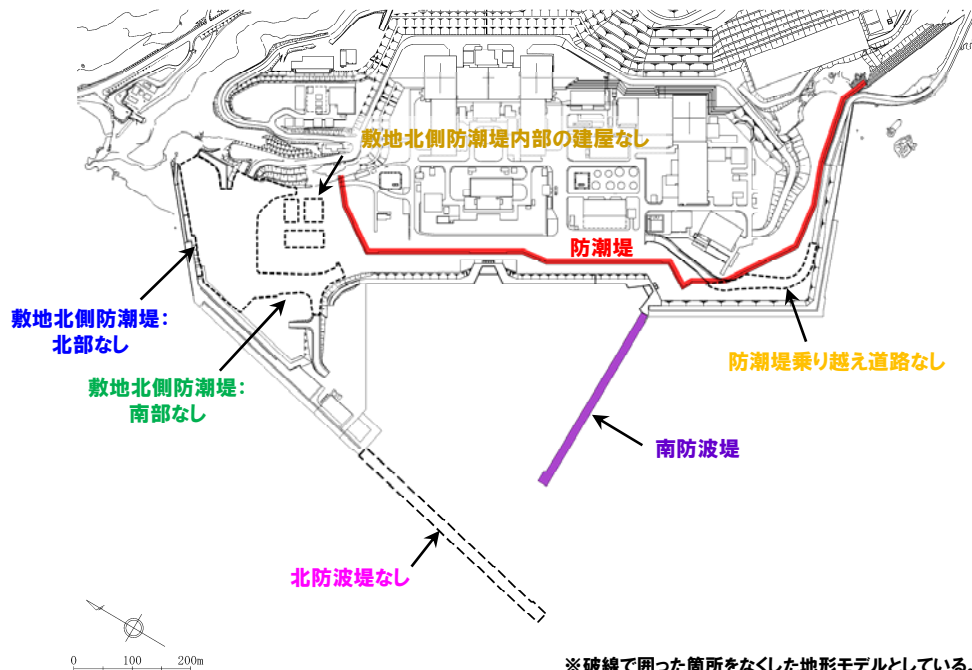 敷地北側防潮堤内部の建屋なし
防潮堤
敷地北側防潮堤：
北部なし
敷地北側防潮堤：
南部なし
防潮堤乗り越え道路なし
南防波堤
北防波堤なし
0 100 200m
※破線で囲った箇所をなくした地形モデルとしている。